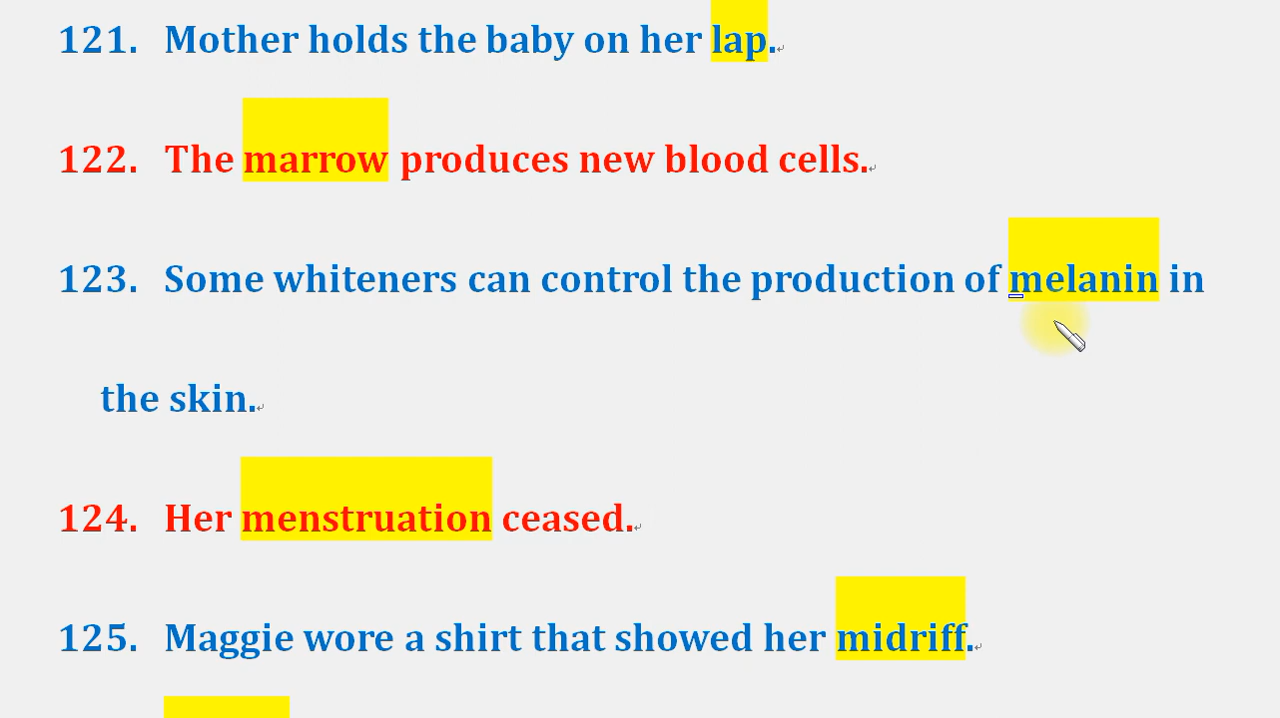 121. Mother holds the baby on her lap.
122. The marrow produces new blood cells.
123. Some whiteners can control the production of melanin in
the skin.
124. Her menstruation ceased.
125. Maggie wore a shirt that showed her midriff.